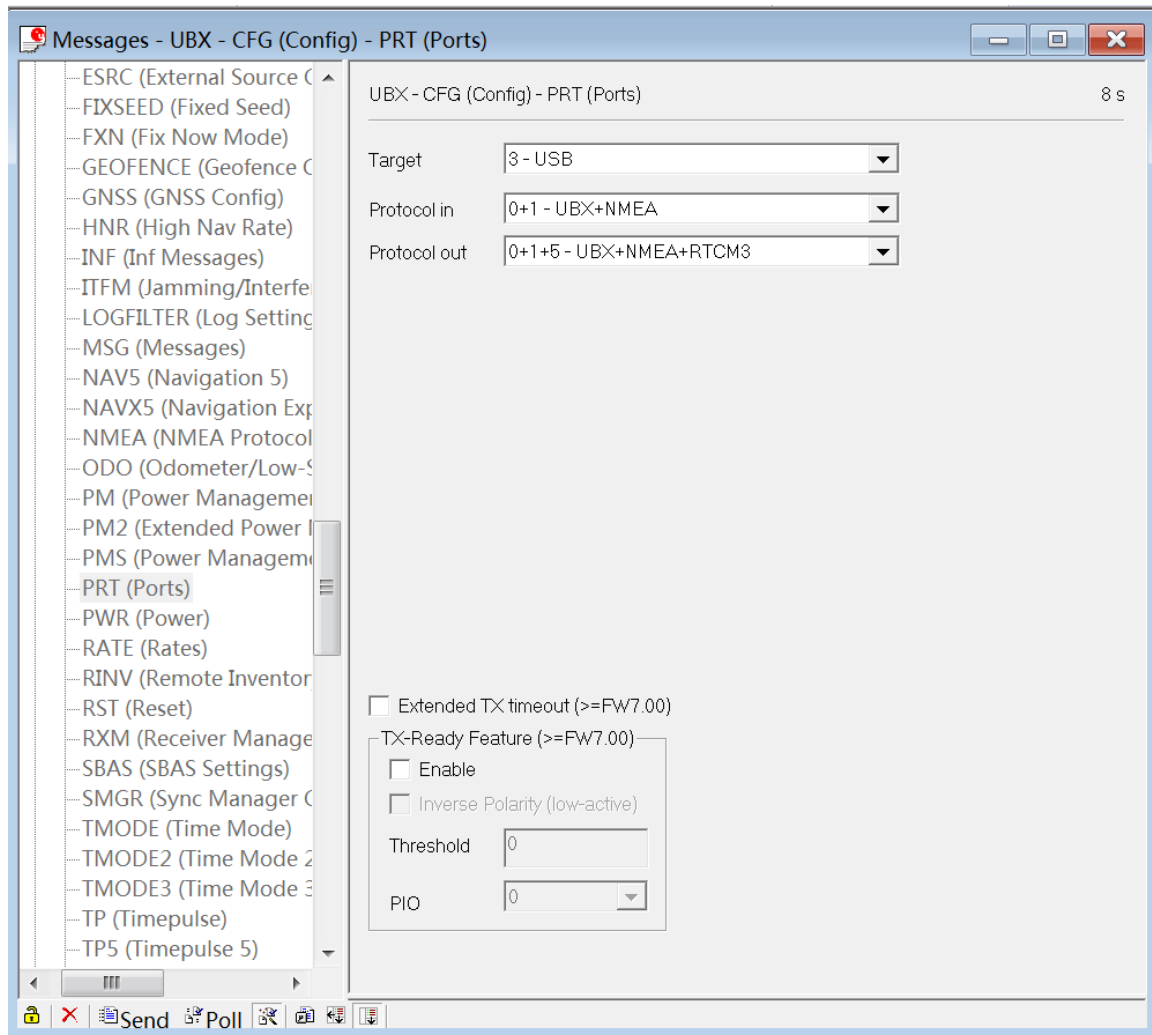 Messages - UBX - CFG (Config) - PRT (Ports)
ESRC (External Source C
FIXSEED (Fixed Seed)
FXN (Fix Now Mode)
GEOFENCE (Geofence C
GNSS (GNSS Config)
HNR (High Nav Rate)
INF (Inf Messages)
ITFM (Jamming/Interfe
LOGFILTER (Log Setting
MSG (Messages)
NAV5 (Navigation 5)
NAVX5 (Navigation Exp
NMEA (NMEA Protocol
ODO (Odometer/Low-S
PM (Power Managemen
PM2 (Extended Power M
PMS (Power Manageme
PRT (Ports)
PWR (Power)
RATE (Rates)
RINV (Remote Inventor
RST (Reset)
RXM (Receiver Manage
SBAS (SBAS Settings)
SMGR (Sync Manager C
TMODE (Time Mode)
TMODE2 (Time Mode 2
TMODE3 (Time Mode 3
TP (Timepulse)
TP5 (Timepulse 5)
UBX - CFG (Config) - PRT (Ports) 8 s
Target 3 - USB
Protocol in 0+1 - UBX+NMEA
Protocol out 0+1+5 - UBX+NMEA+RTCM3
Extended TX timeout (>=FW7.00)
TX-Ready Feature (>=FW7.00)
Enable
Inverse Polarity (low-active)
Threshold 0
PIO 0
Send Poll